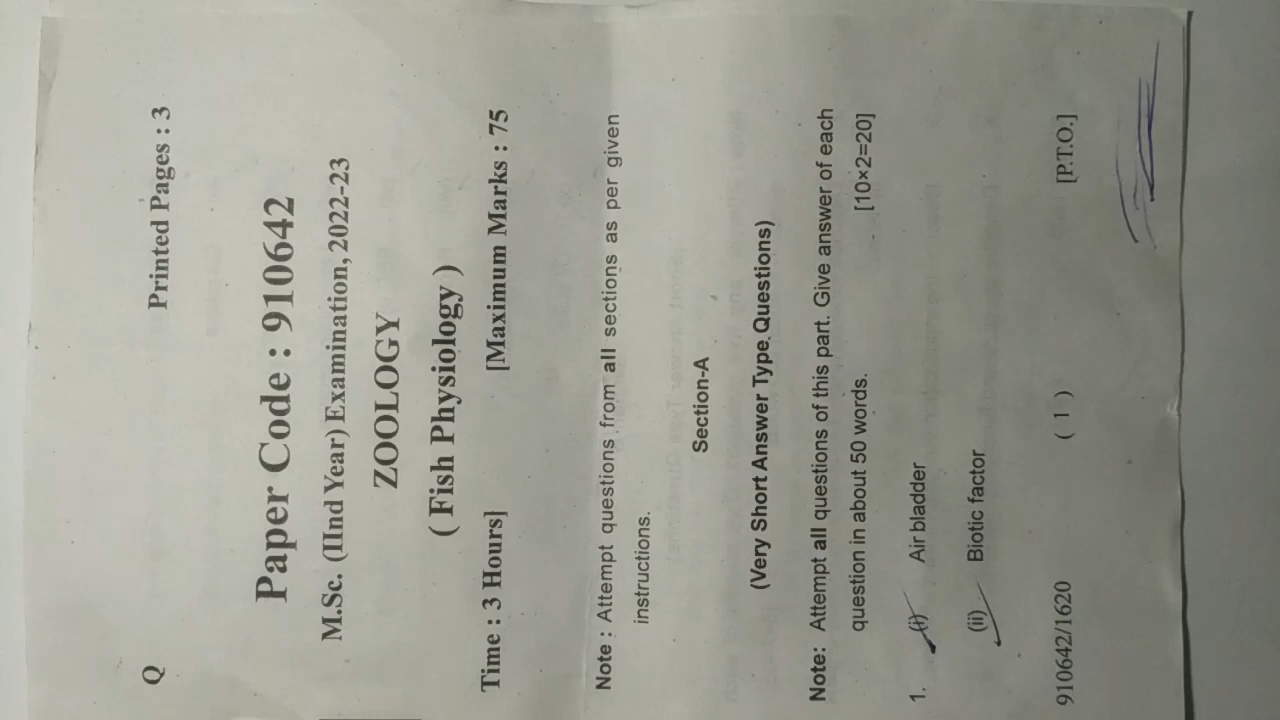 Q Printed Pages : 3
Paper Code : 910642
M.Sc. (IInd Year) Examination, 2022-23
ZOOLOGY
( Fish Physiology )
Time : 3 Hours] [Maximum Marks : 75
Note : Attempt questions from all sections as per given
instructions.
Section-A
(Very Short Answer Type Questions)
Note: Attempt all questions of this part. Give answer of each
question in about 50 words. [10×2=20]
1. (i) Air bladder
(ii) Biotic factor
910642/1620 ( 1 ) [P.T.O.]